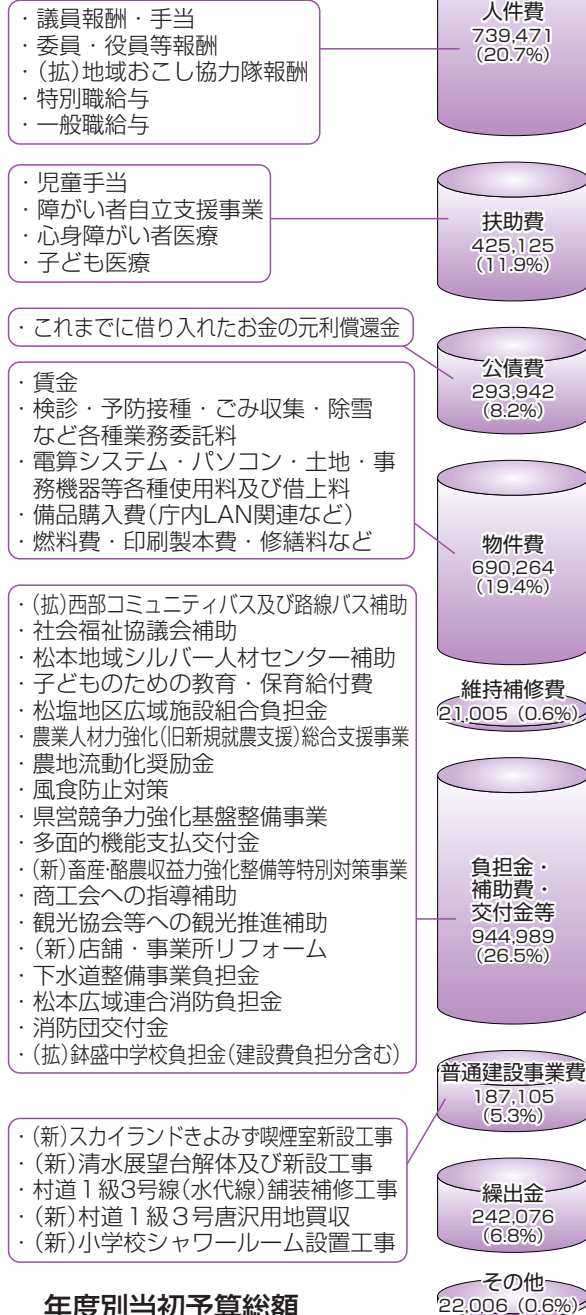 ・議員報酬・手当
・委員・役員等報酬
・(拡)地域おこし協力隊報酬
・特別職給与
・一般職給与
人件費
739,471
(20.7%)
・児童手当
・障がい者自立支援事業
・心身障がい者医療
・子ども医療
扶助費
425,125
(11.9%)
・これまでに借り入れたお金の元利償還金
公債費
293,942
(8.2%)
・賃金
・検診・予防接種・ごみ収集・除雪
など各種業務委託料
・電算システム・パソコン・土地・事
務機器等各種使用料及び借上料
・備品購入費(庁内LAN関連など)
・燃料費・印刷製本費・修繕料など
物件費
690,264
(19.4%)
維持補修費
21,005 (0.6%)
・(拡)西部コミュニティバス及び路線バス補助
・社会福祉協議会補助
・松本地域シルバー人材センター補助
・子どものための教育・保育給付費
・松塩地区広域施設組合負担金
・農業人材力強化(旧新規就農支援)総合支援事業
・農地流動化奨励金
・風食防止対策
・県営競争力強化基盤整備事業
・多面的機能支払交付金
・(新)畜産・酪農収益力強化整備等特別対策事業
・商工会への指導補助
・観光協会等への観光推進補助
・(新)店舗・事業所リフォーム
・下水道整備事業負担金
・松本広域連合消防負担金
・消防団交付金
・(拡)鉢盛中学校負担金(建設費負担分含む)
負担金・
補助費・
交付金等
944,989
(26.5%)
普通建設事業費
187,105
(5.3%)
・(新)スカイランドきよみず喫煙室新設工事
・(新)清水展望台解体及び新設工事
・村道1級3号線(水代線)舗装補修工事
・(新)村道1級3号唐沢用地買収
・(新)小学校シャワールーム設置工事
繰出金
242,076
(6.8%)
その他
22,006 (0.6%)
年度別当初予算総額